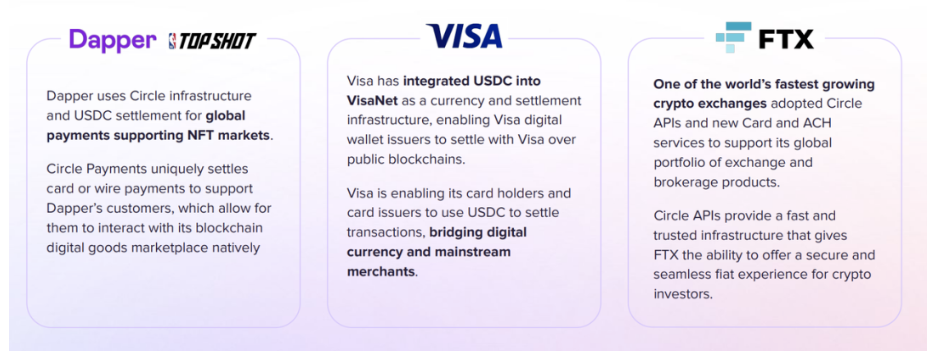 Dapper NBA TOP SHOT
Dapper uses Circle infrastructure
and USDC settlement for global
payments supporting NFT markets.
Circle Payments uniquely settles
card or wire payments to support
Dapper’s customers, which allow for
them to interact with its blockchain
digital goods marketplace natively
VISA
Visa has integrated USDC into
VisaNet as a currency and settlement
infrastructure, enabling Visa digital
wallet issuers to settle with Visa over
public blockchains.
Visa is enabling its card holders and
card issuers to use USDC to settle
transactions, bridging digital
currency and mainstream
merchants.
FTX
One of the world’s fastest growing
crypto exchanges adopted Circle
APIs and new Card and ACH
services to support its global
portfolio of exchange and
brokerage products.
Circle APIs provide a fast and
trusted infrastructure that gives
FTX the ability to offer a secure and
seamless fiat experience for crypto
investors.